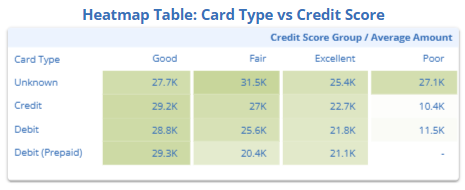 Heatmap Table: Card Type vs Credit Score
Credit Score Group / Average Amount
Card Type Good Fair Excellent Poor
Unknown 27.7K 31.5K 25.4K 27.1K
Credit 29.2K 27K 22.7K 10.4K
Debit 28.8K 25.6K 21.8K 11.5K
Debit (Prepaid) 29.3K 20.4K 21.1K -